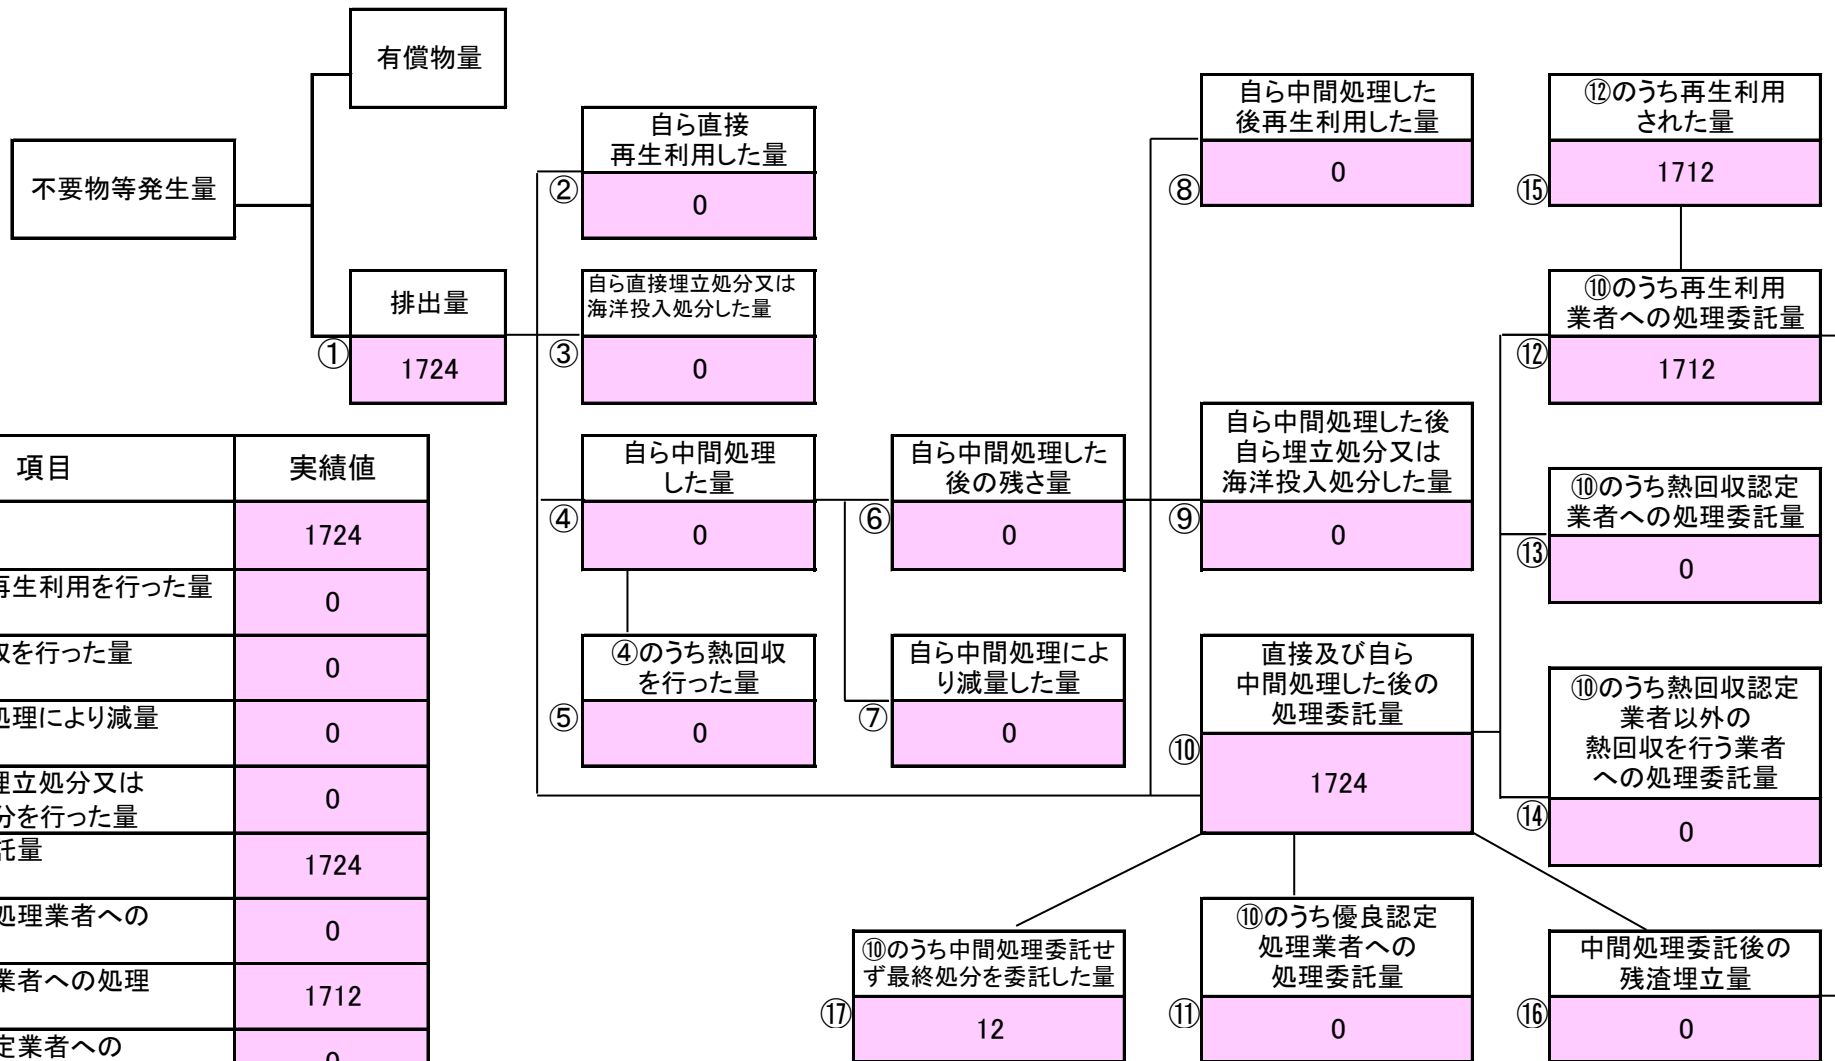 有償物量
不要物等発生量
排出量
①
1724
自ら直接
再生利用した量
②
0
自ら直接埋立処分又は
海洋投入処分した量
③
0
自ら中間処理
した量
④
0
④のうち熱回収
を行った量
⑤
0
自ら中間処理した
後の残さ量
⑥
0
自ら中間処理によ
り減量した量
⑦
0
自ら中間処理した
後再生利用した量
⑧
0
自ら中間処理した後
自ら埋立処分又は
海洋投入処分した量
⑨
0
直接及び自ら
中間処理した後の
処理委託量
⑩
1724
⑫のうち再生利用
された量
⑮
1712
⑩のうち再生利用
業者への処理委託量
⑫
1712
⑩のうち熱回収認定
業者への処理委託量
⑬
0
⑩のうち熱回収認定
業者以外の
熱回収を行う業者
への処理委託量
⑭
0
⑩のうち中間処理委託せ
ず最終処分を委託した量
⑰
12
⑩のうち優良認定
処理業者への
処理委託量
⑪
0
中間処理委託後の
残渣埋立量
⑯
0
項目 実績値
1724
再生利用を行った量 0
を行った量 0
処理により減量 0
埋立処分又は
を行った量 0
託量 1724
処理業者への 0
業者への処理 1712
定業者への 0